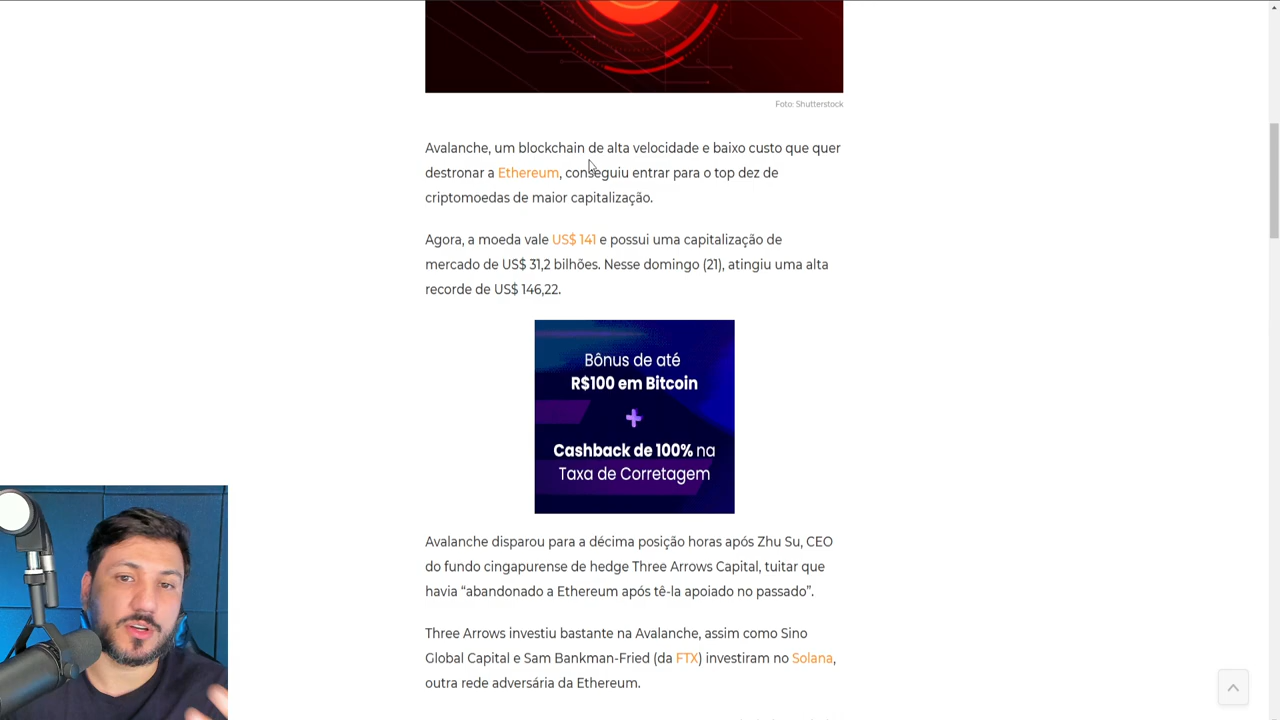 Foto: Shutterstock
Avalanche, um blockchain de alta velocidade e baixo custo que quer
destronar a Ethereum, conseguiu entrar para o top dez de
criptomoedas de maior capitalização.
Agora, a moeda vale US$ 141 e possui uma capitalização de
mercado de US$ 31,2 bilhões. Nesse domingo (21), atingiu uma alta
recorde de US$ 146,22.
Bônus de até
R$100 em Bitcoin
+
Cashback de 100% na
Taxa de Corretagem
Avalanche disparou para a décima posição horas após Zhu Su, CEO
do fundo cingapurense de hedge Three Arrows Capital, tuitar que
havia “abandonado a Ethereum após tê-la apoiado no passado”.
Three Arrows investiu bastante na Avalanche, assim como Sino
Global Capital e Sam Bankman-Fried (da FTX) investiram no Solana,
outra rede adversária da Ethereum.